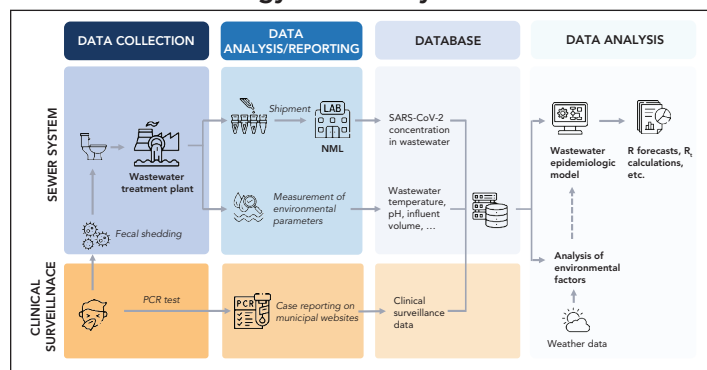 DATA COLLECTION
DATA
ANALYSIS/REPORTING
DATABASE
DATA ANALYSIS
SEWER SYSTEM
Wastewater
treatment plant
Fecal shedding
Shipment
LAB
NML
Measurement of
environmental
parameters
SARS-CoV-2
concentration
in wastewater
Wastewater
temperature,
pH, influent
volume, ...
Wastewater
epidemiologic
model
R forecasts, Rt
calculations,
etc.
Analysis of
environmental
factors
Weather data
CLINICAL
SURVEILLNACE
PCR test
PCR
Case reporting on
municipal websites
Clinical
surveillance
data